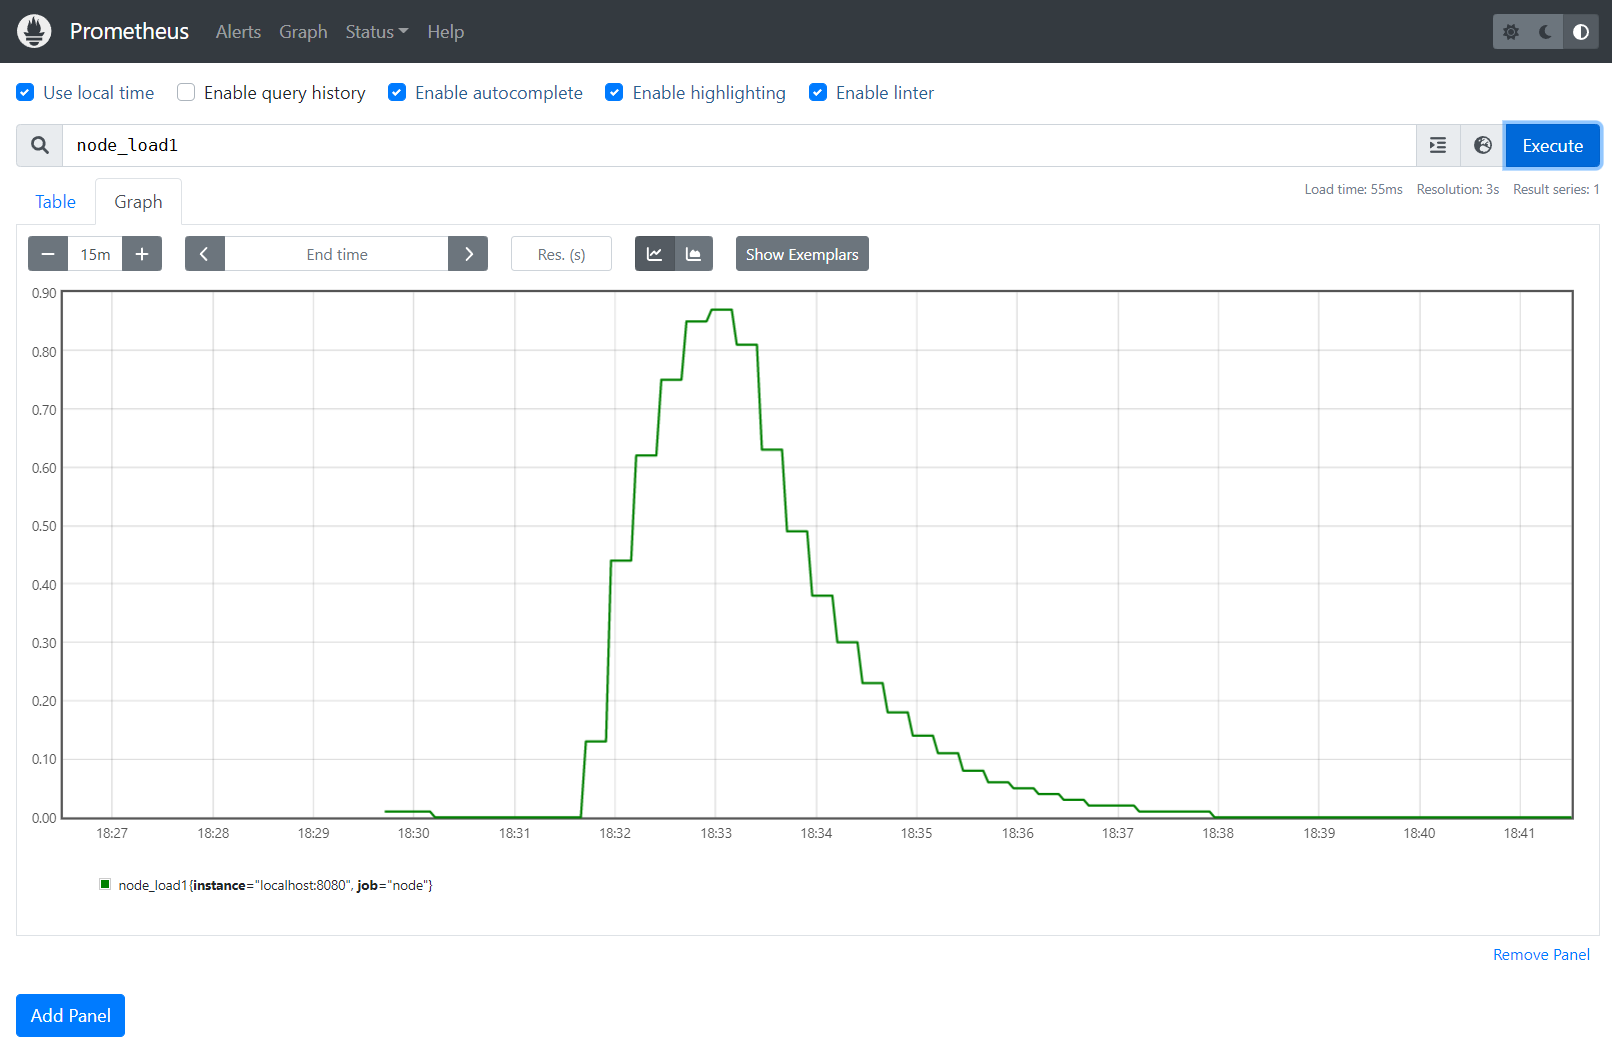 Prometheus Alerts Graph Status Help
Use local time Enable query history Enable autocomplete Enable highlighting Enable linter
node_load1 Execute
Load time: 55ms Resolution: 3s Result series: 1
Table Graph
15m End time Res. (s) Show Exemplars
0.90
0.80
0.70
0.60
0.50
0.40
0.30
0.20
0.10
0.00
18:27 18:28 18:29 18:30 18:31 18:32 18:33 18:34 18:35 18:36 18:37 18:38 18:39 18:40 18:41
node_load1{instance="localhost:8080", job="node"}
Remove Panel
Add Panel